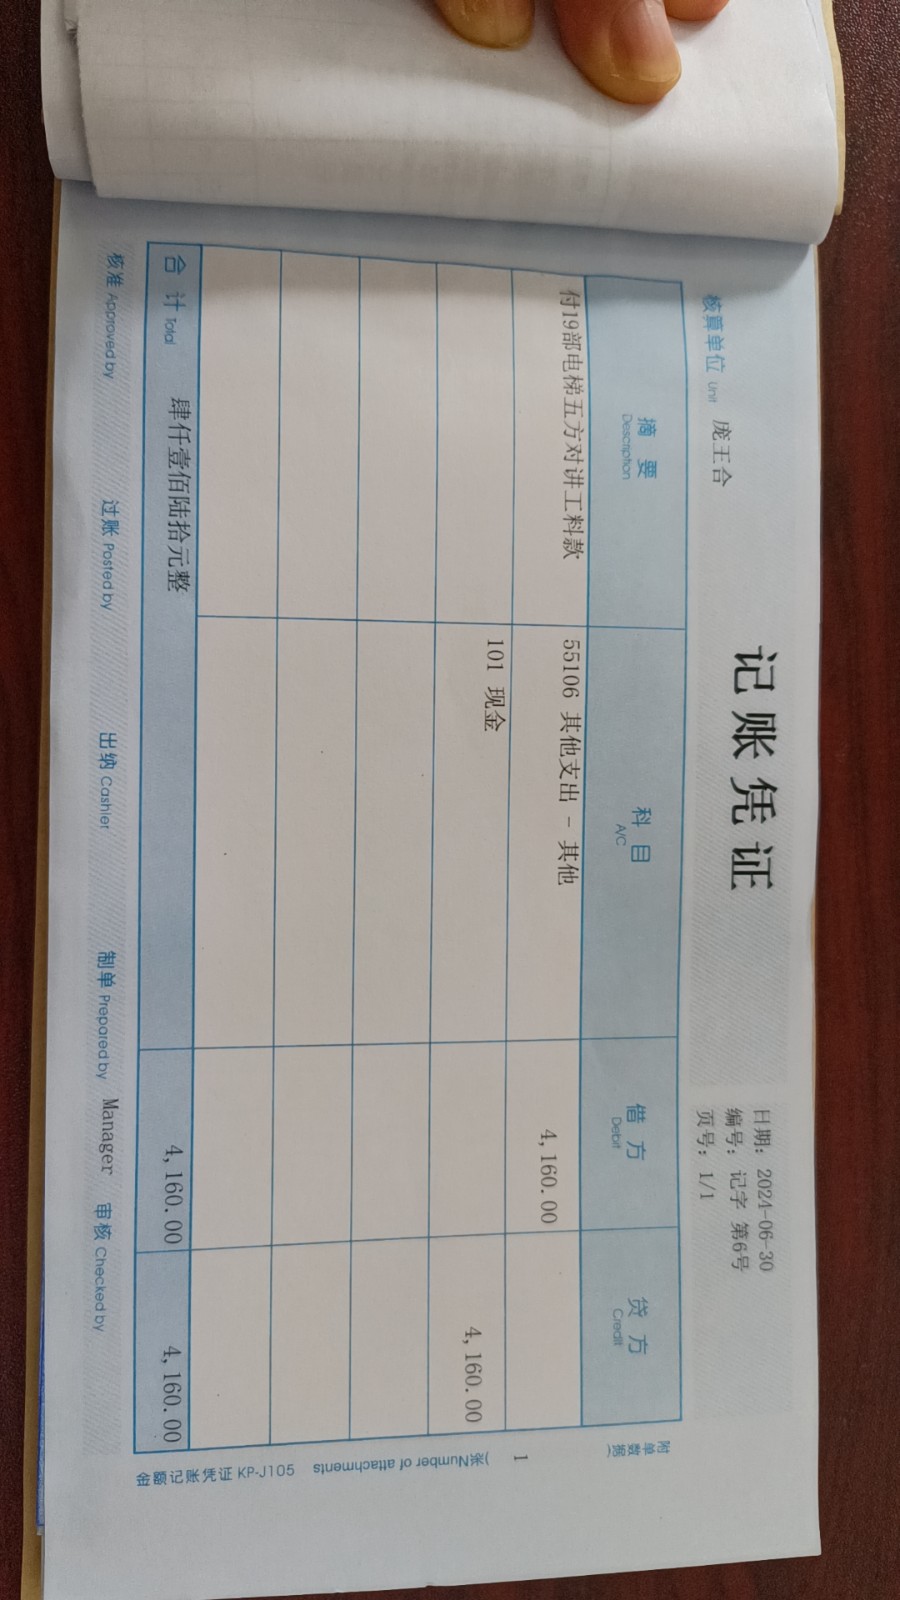 记账凭证
日期: 2024-06-30
编号: 记字 第6号
页号: 1/1
核算单位 Unit 庞王合
摘要 Description 科目 A/C 借方 Debit 贷方 Credit
付19部电梯五方对讲工料款 55106 其他支出 - 其他 4,160.00
101 现金 4,160.00
合计 Total 肆仟壹佰陆拾元整 4,160.00 4,160.00
核准 Approved by 过账 Posted by 出纳 Cashier 制单 Prepared by Manager 审核 Checked by
附单据数( 1 )张 Number of attachments
金额记账凭证 KP-J105